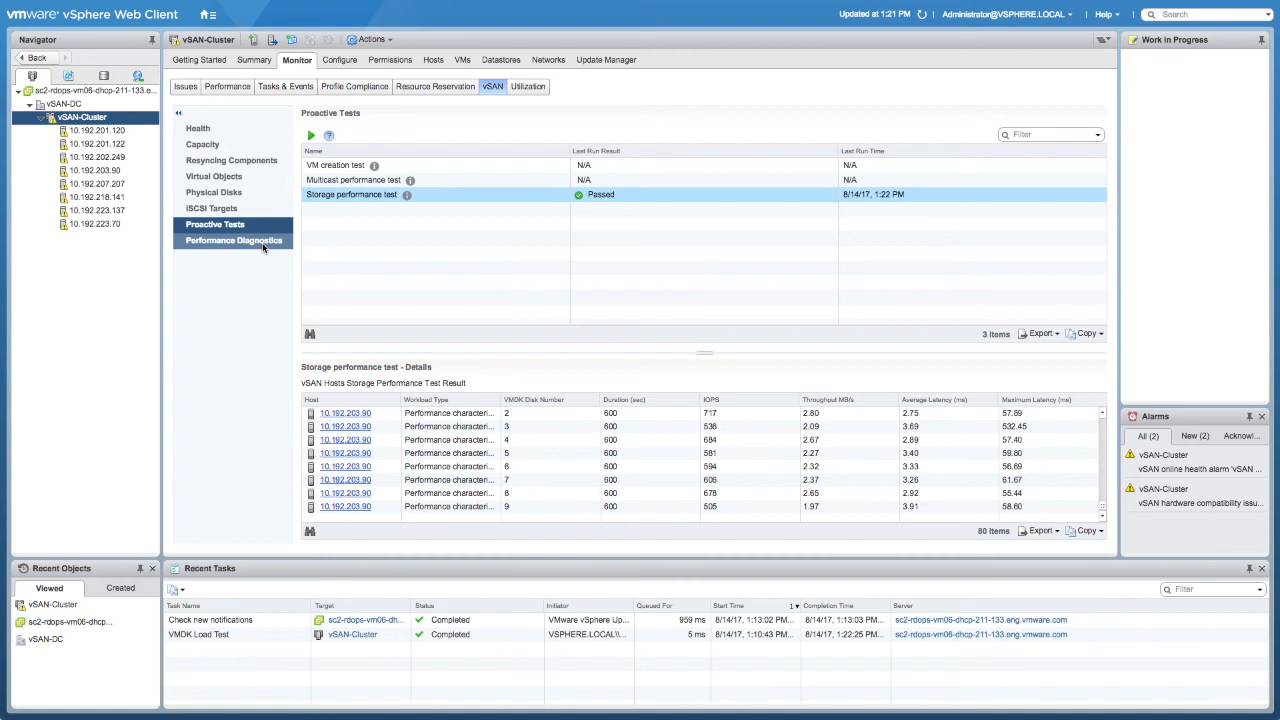 vmware® vSphere Web Client
Updated at 1:21 PM
Administrator@VSPHERE.LOCAL
Help
Search
Navigator
Back
sc2-rdops-vm06-dhcp-211-133.e...
vSAN-DC
vSAN-Cluster
10.192.201.120
10.192.201.122
10.192.202.249
10.192.203.90
10.192.207.207
10.192.218.141
10.192.223.137
10.192.223.70
vSAN-Cluster
Actions
Getting Started Summary Monitor Configure Permissions Hosts VMs Datastores Networks Update Manager
Issues Performance Tasks & Events Profile Compliance Resource Reservation vSAN Utilization
Health
Capacity
Resyncing Components
Virtual Objects
Physical Disks
iSCSI Targets
Proactive Tests
Performance Diagnostics
Proactive Tests
Filter
Name Last Run Result Last Run Time
VM creation test N/A N/A
Multicast performance test N/A N/A
Storage performance test Passed 8/14/17, 1:22 PM
3 items Export Copy
Storage performance test - Details
vSAN Hosts Storage Performance Test Result
Host Workload Type VMDK Disk Number Duration (sec) IOPS Throughput MB/s Average Latency (ms) Maximum Latency (ms)
10.192.203.90 Performance characteri... 2 600 717 2.80 2.75 57.89
10.192.203.90 Performance characteri... 3 600 536 2.09 3.69 532.45
10.192.203.90 Performance characteri... 4 600 684 2.67 2.89 57.40
10.192.203.90 Performance characteri... 5 600 581 2.27 3.40 59.80
10.192.203.90 Performance characteri... 6 600 594 2.32 3.33 56.69
10.192.203.90 Performance characteri... 7 600 606 2.37 3.26 61.67
10.192.203.90 Performance characteri... 8 600 678 2.65 2.92 55.44
10.192.203.90 Performance characteri... 9 600 505 1.97 3.91 58.60
80 items Export Copy
Work In Progress
Alarms
All (2) New (2) Acknowl...
vSAN-Cluster
vSAN online health alarm 'vSAN ...
vSAN-Cluster
vSAN hardware compatibility issu...
Recent Objects
Viewed Created
vSAN-Cluster
sc2-rdops-vm06-dhcp...
vSAN-DC
Recent Tasks
Filter
Task Name Target Status Initiator Queued For Start Time 1 Completion Time Server
Check new notifications sc2-rdops-vm06-dh... Completed VMware vSphere Up... 959 ms 8/14/17, 1:13:02 PM... 8/14/17, 1:13:03 PM... sc2-rdops-vm06-dhcp-211-133.eng.vmware.com
VMDK Load Test vSAN-Cluster Completed VSPHERE.LOCAL\... 5 ms 8/14/17, 1:10:43 PM... 8/14/17, 1:22:25 PM... sc2-rdops-vm06-dhcp-211-133.eng.vmware.com